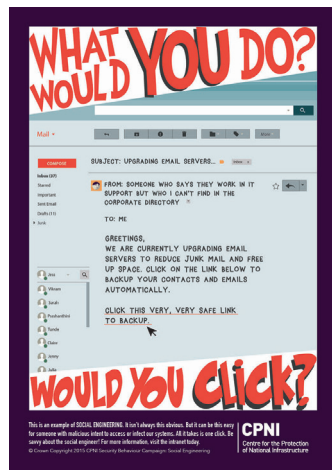 WHAT
WOULD YOU DO?
Mail
More
COMPOSE
SUBJECT: UPGRADING EMAIL SERVERS...
Inbox
Inbox (37)
Starred
Important
Sent Email
Drafts (11)
Junk
FROM: SOMEONE WHO SAYS THEY WORK IN IT
SUPPORT BUT WHO I CAN'T FIND IN THE
CORPORATE DIRECTORY
TO: ME
GREETINGS,
WE ARE CURRENTLY UPGRADING EMAIL
SERVERS TO REDUCE JUNK MAIL AND FREE
UP SPACE. CLICK ON THE LINK BELOW TO
BACKUP YOUR CONTACTS AND EMAILS
AUTOMATICALLY.
CLICK THIS VERY, VERY SAFE LINK
TO BACKUP.
Jess
Vikram
Sarah
Purshardhini
Tonda
Claire
Jenny
Julia
WOULD YOU CLICK?
This is an example of SOCIAL ENGINEERING. It isn't always this obvious. But it can be this easy
for someone with malicious intent to access or infect our systems. All it takes is one click. Be
savvy about the social engineer! For more information, visit the intranet today.
© Crown Copyright 2015 CPNI Security Behaviour Campaign: Social Engineering
CPNI
Centre for the Protection
of National Infrastructure